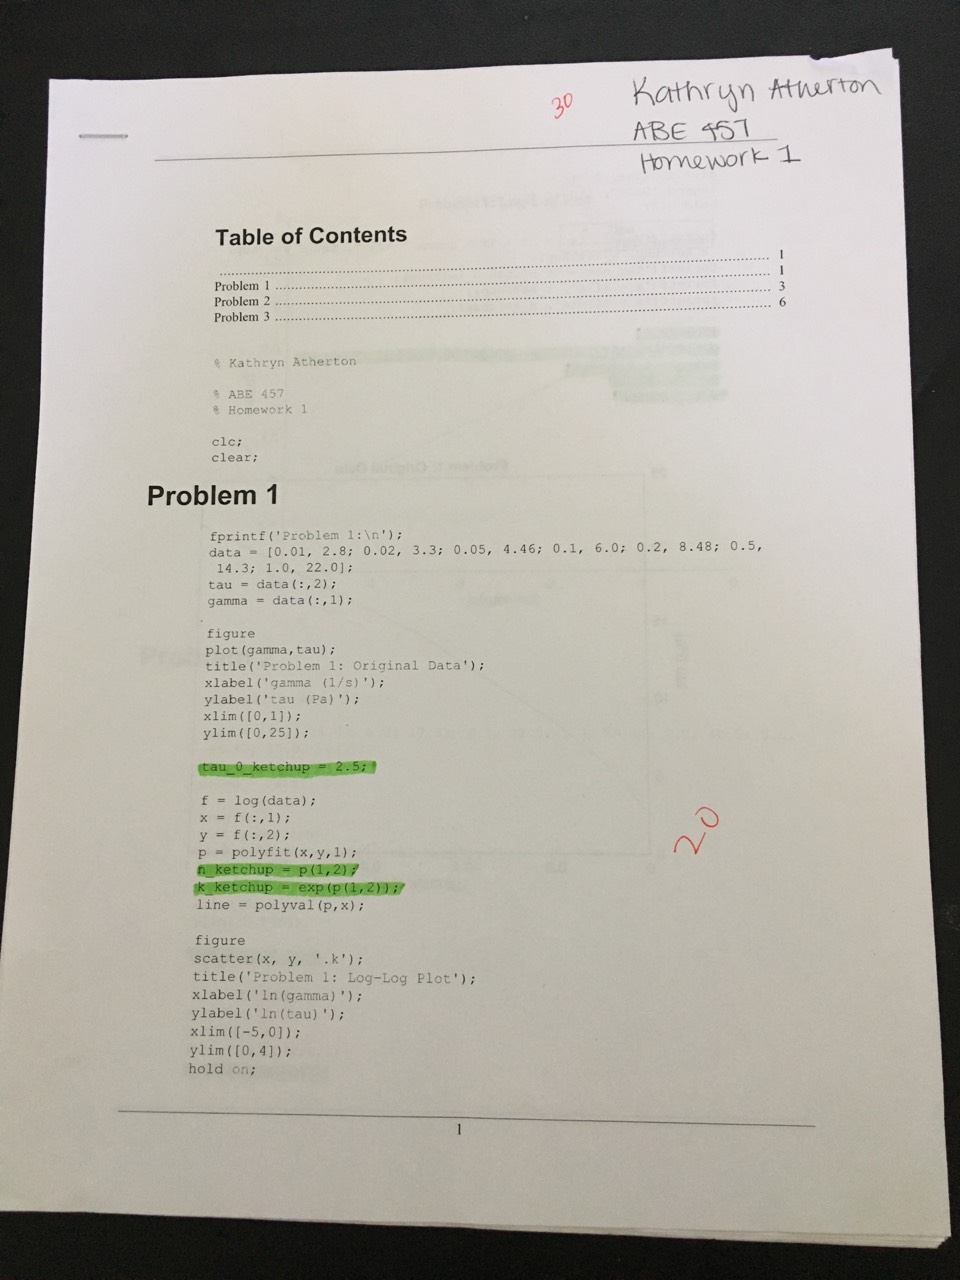 30
Kathryn Atherton
ABE 457
Homework 1
Table of Contents
........ 1
Problem 1 ........ 1
Problem 2 ........ 3
Problem 3 ........ 6
% Kathryn Atherton
% ABE 457
% Homework 1
clc;
clear;
Problem 1
fprintf('Problem 1:\n');
data = [0.01, 2.8; 0.02, 3.3; 0.05, 4.46; 0.1, 6.0; 0.2, 8.48; 0.5,
14.3; 1.0, 22.0];
tau = data(:,2);
gamma = data(:,1);
figure
plot(gamma,tau);
title('Problem 1: Original Data');
xlabel('gamma (1/s)');
ylabel('tau (Pa)');
xlim([0,1]);
ylim([0,25]);
tau_0_ketchup = 2.5;
f = log(data);
x = f(:,1);
y = f(:,2);
p = polyfit(x,y,1);
n_ketchup = p(1,2);
k_ketchup = exp(p(1,2));
line = polyval(p,x);
20
figure
scatter(x, y, '.k');
title('Problem 1: Log-Log Plot');
xlabel('ln(gamma)');
ylabel('ln(tau)');
xlim([-5,0]);
ylim([0,4]);
hold on;
1